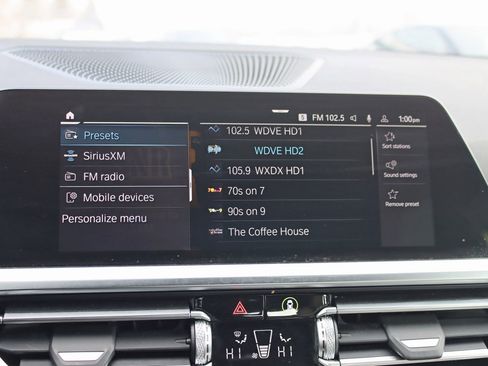 FM 102.5
1:00pm
Presets
SiriusXM
FM radio
Mobile devices
Personalize menu
102.5 WDVE HD1
WDVE HD2
105.9 WXDX HD1
70s on 7
90s on 9
The Coffee House
Sort stations
Sound settings
Remove preset
HI
HI